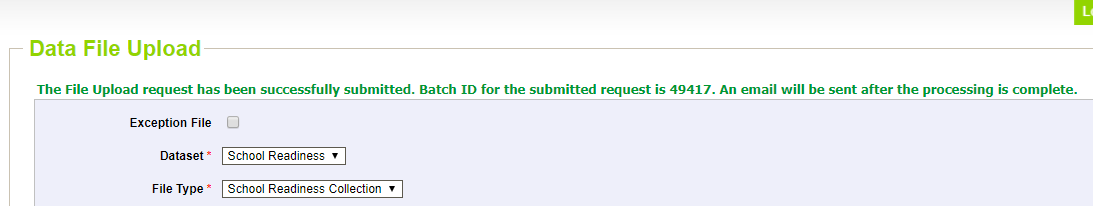 Data File Upload
The File Upload request has been successfully submitted. Batch ID for the submitted request is 49417. An email will be sent after the processing is complete.
Exception File
Dataset * School Readiness ▼
File Type * School Readiness Collection ▼